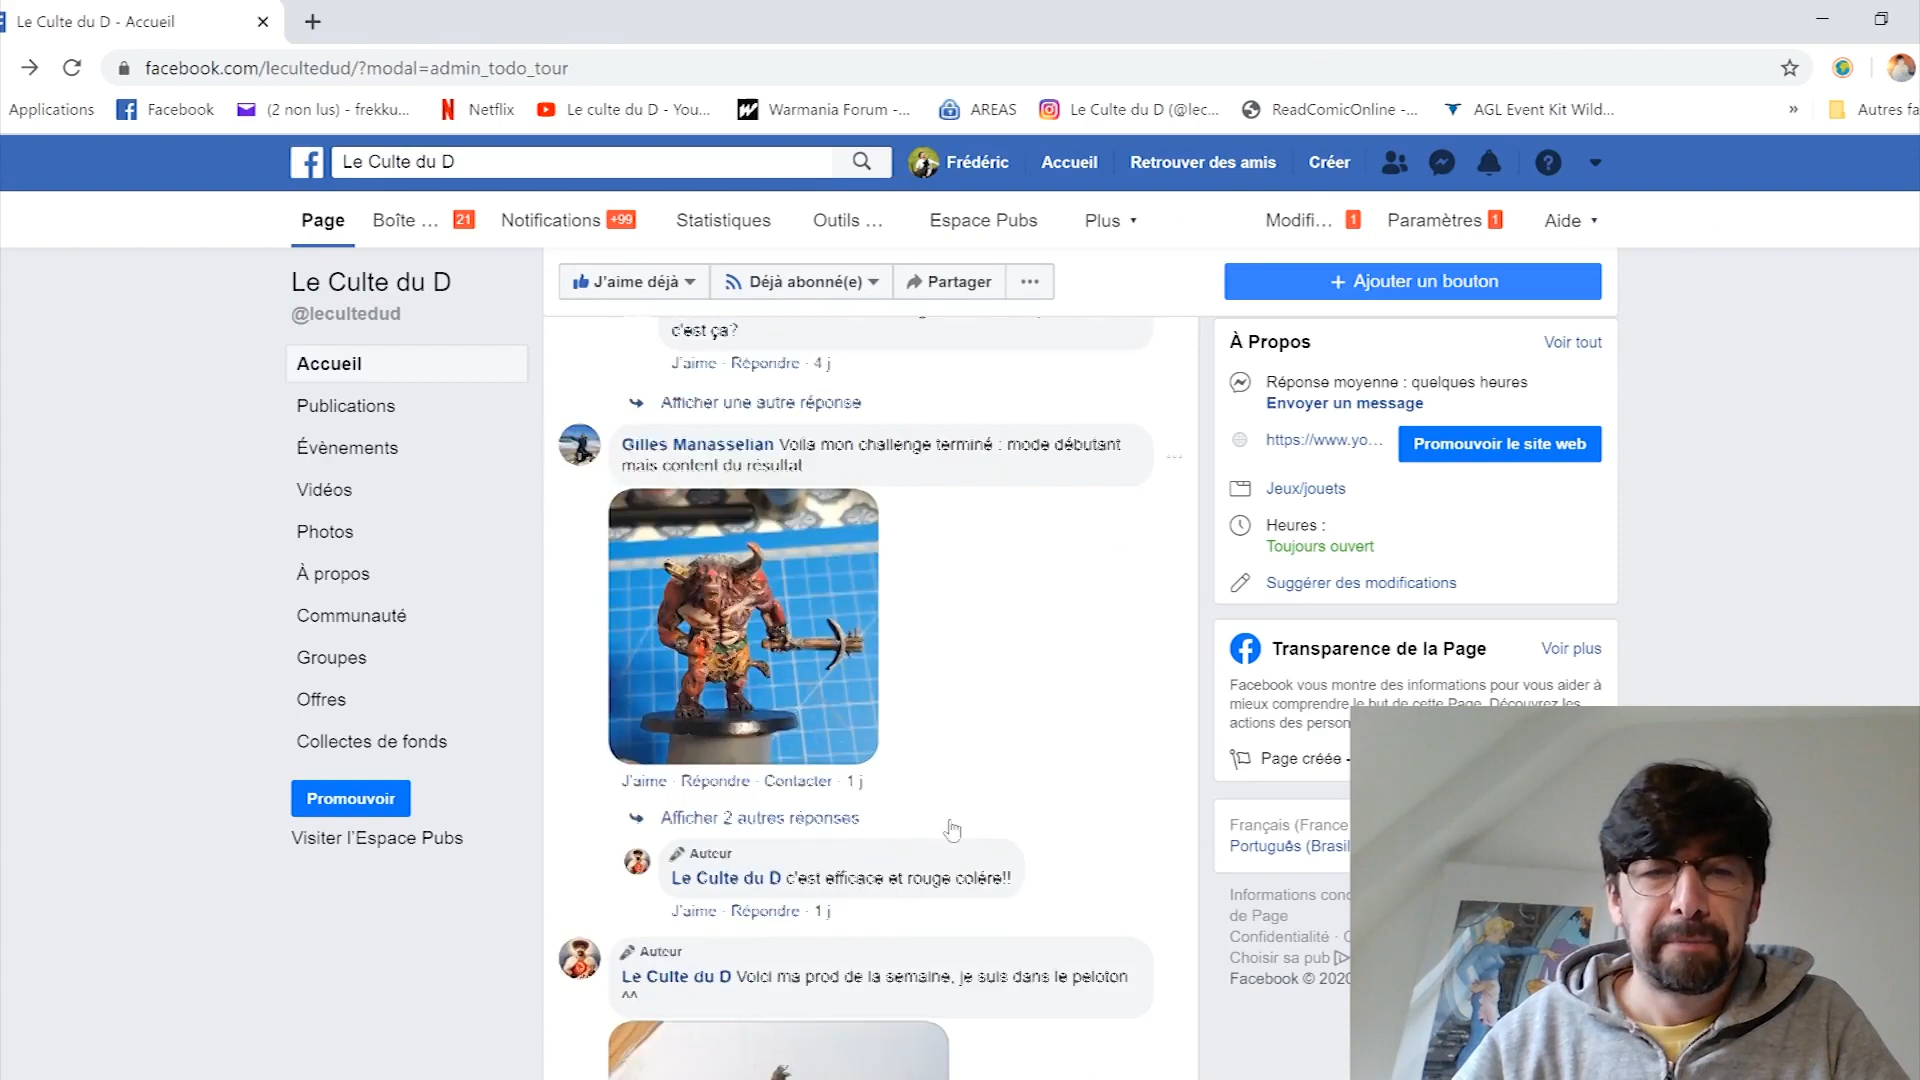 Le Culte du D - Accueil
facebook.com/lecultedud/?modal=admin_todo_tour
Applications Facebook (2 non lus) - frekku... Netflix Le culte du D - You... Warmania Forum -... AREAS Le Culte du D (@lec... ReadComicOnline -... AGL Event Kit Wild... » Autres fa
Le Culte du D Frédéric Accueil Retrouver des amis Créer
Page Boîte ... 21 Notifications +99 Statistiques Outils ... Espace Pubs Plus Modifi... 1 Paramètres 1 Aide
Le Culte du D
@lecultedud
Accueil
Publications
Évènements
Vidéos
Photos
À propos
Communauté
Groupes
Offres
Collectes de fonds
Promouvoir
Visiter l'Espace Pubs
J'aime déjà Déjà abonné(e) Partager ...
+ Ajouter un bouton
c'est ça?
J'aime · Répondre · 4 j
Afficher une autre réponse
Gilles Manasselian Voila mon challenge terminé : mode débutant
mais content du résultat
J'aime · Répondre · Contacter · 1 j
Afficher 2 autres réponses
Auteur
Le Culte du D c'est efficace et rouge colére!!
J'aime · Répondre · 1 j
Auteur
Le Culte du D Voici ma prod de la semaine, je suis dans le peloton
^^
À Propos Voir tout
Réponse moyenne : quelques heures
Envoyer un message
https://www.yo... Promouvoir le site web
Jeux/jouets
Heures :
Toujours ouvert
Suggérer des modifications
Transparence de la Page Voir plus
Facebook vous montre des informations pour vous aider à
mieux comprendre le but de cette Page. Découvrez les
actions des person
Page créée -
Français (France
Português (Brasil
Informations conc
de Page
Confidentialité · C
Choisir sa pub
Facebook © 2020